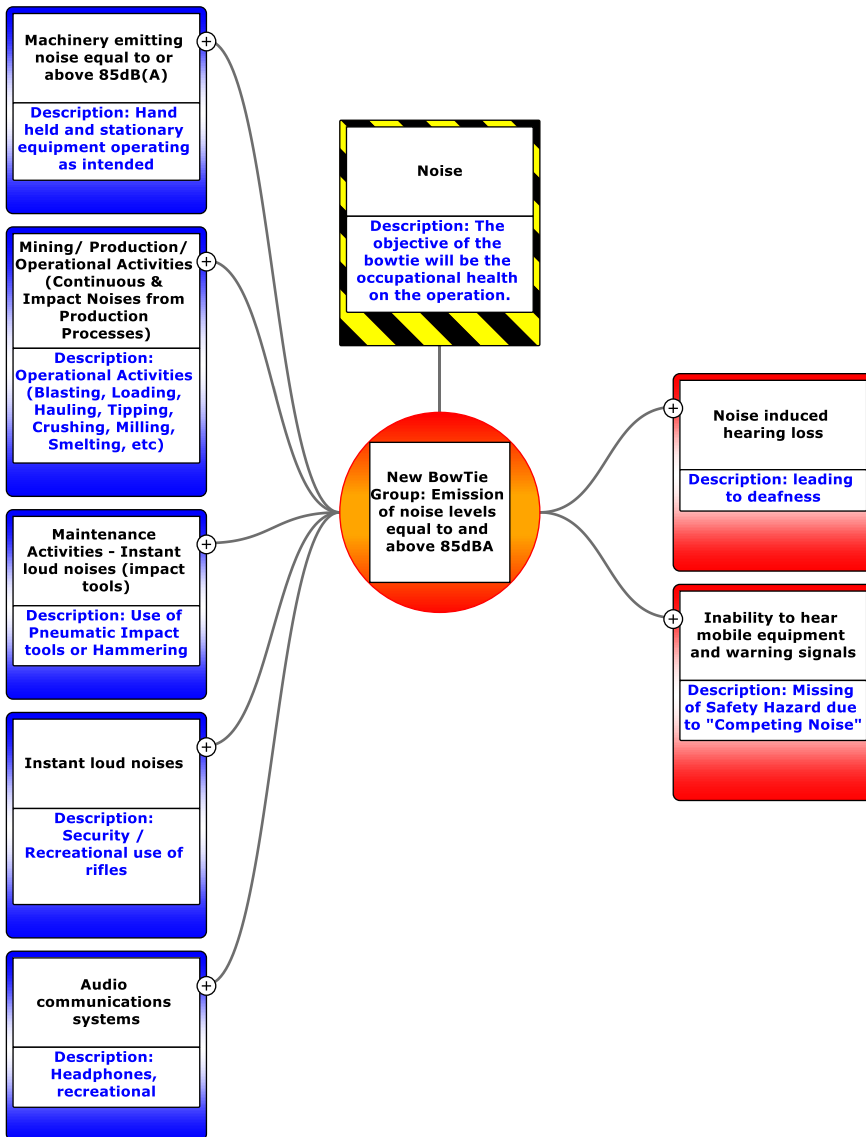 Machinery emitting
noise equal to or
above 85dB(A)
Description: Hand
held and stationary
equipment operating
as intended
Mining/ Production/
Operational Activities
(Continuous &
Impact Noises from
Production
Processes)
Description:
Operational Activities
(Blasting, Loading,
Hauling, Tipping,
Crushing, Milling,
Smelting, etc)
Maintenance
Activities - Instant
loud noises (impact
tools)
Description: Use of
Pneumatic Impact
tools or Hammering
Instant loud noises
Description:
Security /
Recreational use of
rifles
Audio
communications
systems
Description:
Headphones,
recreational
Noise
Description: The
objective of the
bowtie will be the
occupational health
on the operation.
New BowTie
Group: Emission
of noise levels
equal to and
above 85dBA
Noise induced
hearing loss
Description: leading
to deafness
Inability to hear
mobile equipment
and warning signals
Description: Missing
of Safety Hazard due
to "Competing Noise"